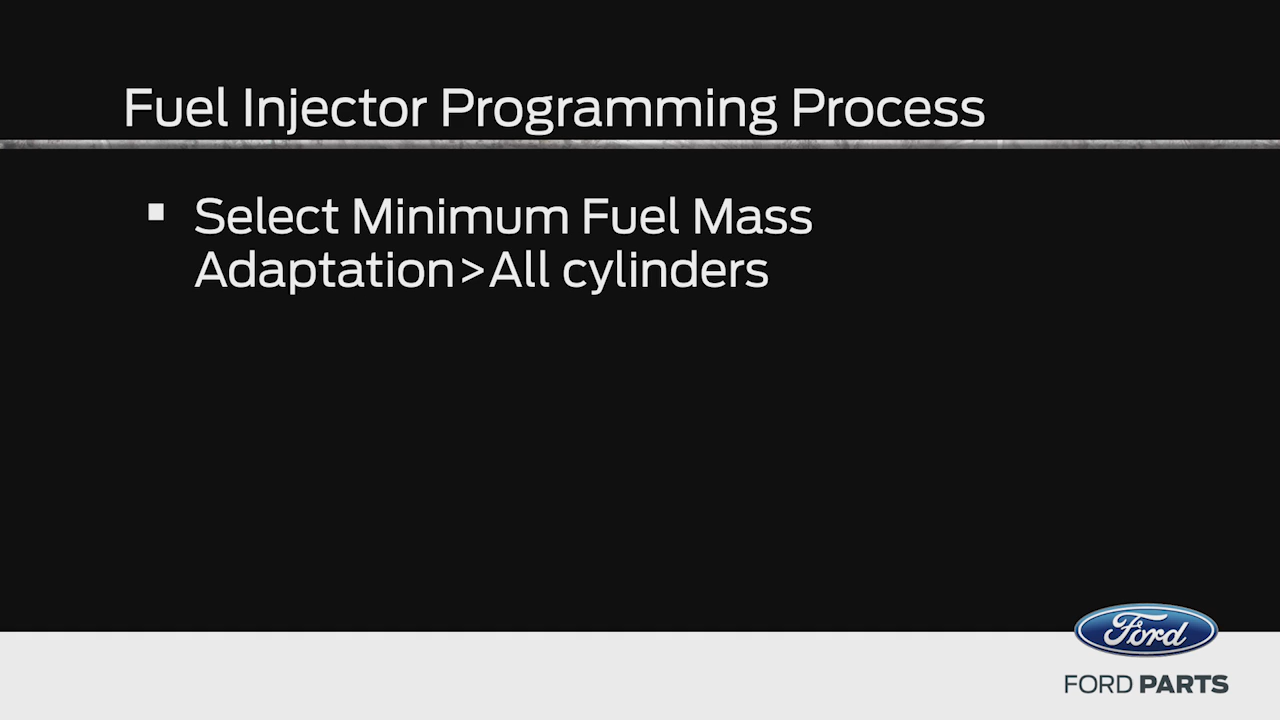 Fuel Injector Programming Process
▪ Select Minimum Fuel Mass
Adaptation>All cylinders
Ford
FORD PARTS